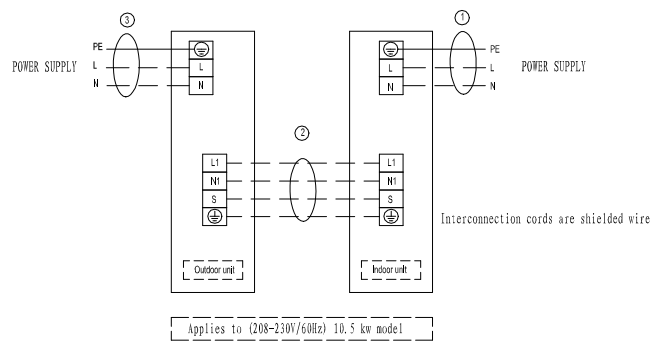 3
1
PE
L
N
POWER SUPPLY
L
N
L
N
PE
L
N
POWER SUPPLY
2
L1
N1
S
L1
N1
S
Interconnection cords are shielded wire
Outdoor unit
Indoor unit
Applies to (208-230V/60Hz) 10.5 kw model